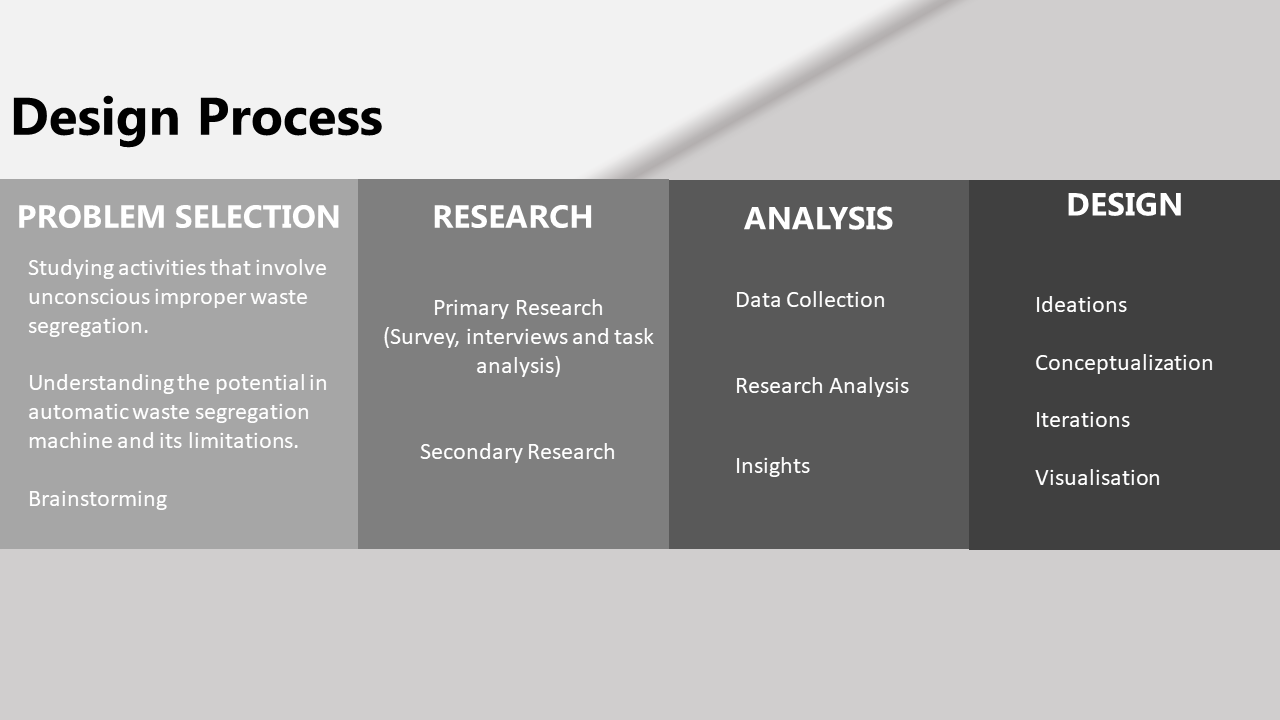 Design Process
PROBLEM SELECTION
Studying activities that involve
unconscious improper waste
segregation.
Understanding the potential in
automatic waste segregation
machine and its limitations.
Brainstorming
RESEARCH
Primary Research
(Survey, interviews and task
analysis)
Secondary Research
ANALYSIS
Data Collection
Research Analysis
Insights
DESIGN
Ideations
Conceptualization
Iterations
Visualisation